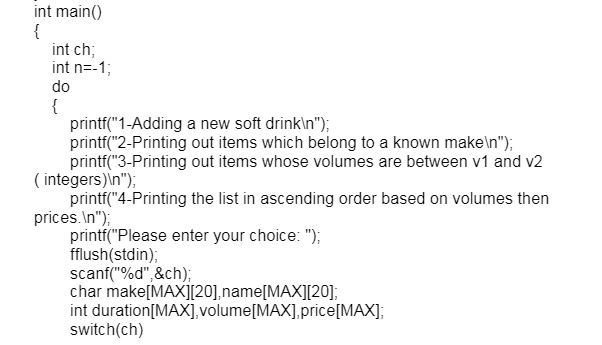 int main()
{
int ch;
int n=-1;
do
{
printf("1-Adding a new soft drink\n");
printf("2-Printing out items which belong to a known make\n");
printf("3-Printing out items whose volumes are between v1 and v2
( integers)\n");
printf("4-Printing the list in ascending order based on volumes then
prices.\n");
printf("Please enter your choice: ");
fflush(stdin);
scanf("%d",&ch);
char make[MAX][20],name[MAX][20];
int duration[MAX],volume[MAX],price[MAX];
switch(ch)